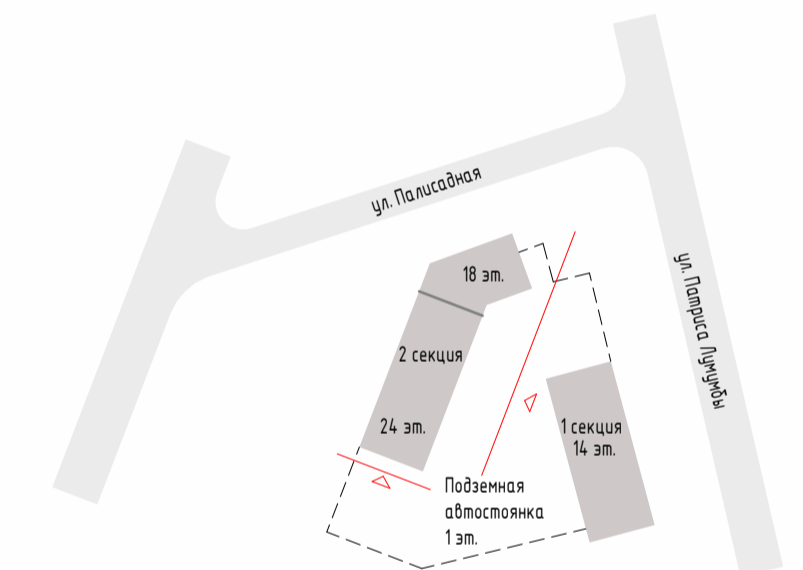 ул. Палисадная
18 эт.
ул. Патриса Лумумбы
2 секция
24 эт.
1 секция
14 эт.
Подземная
автостоянка
1 эт.